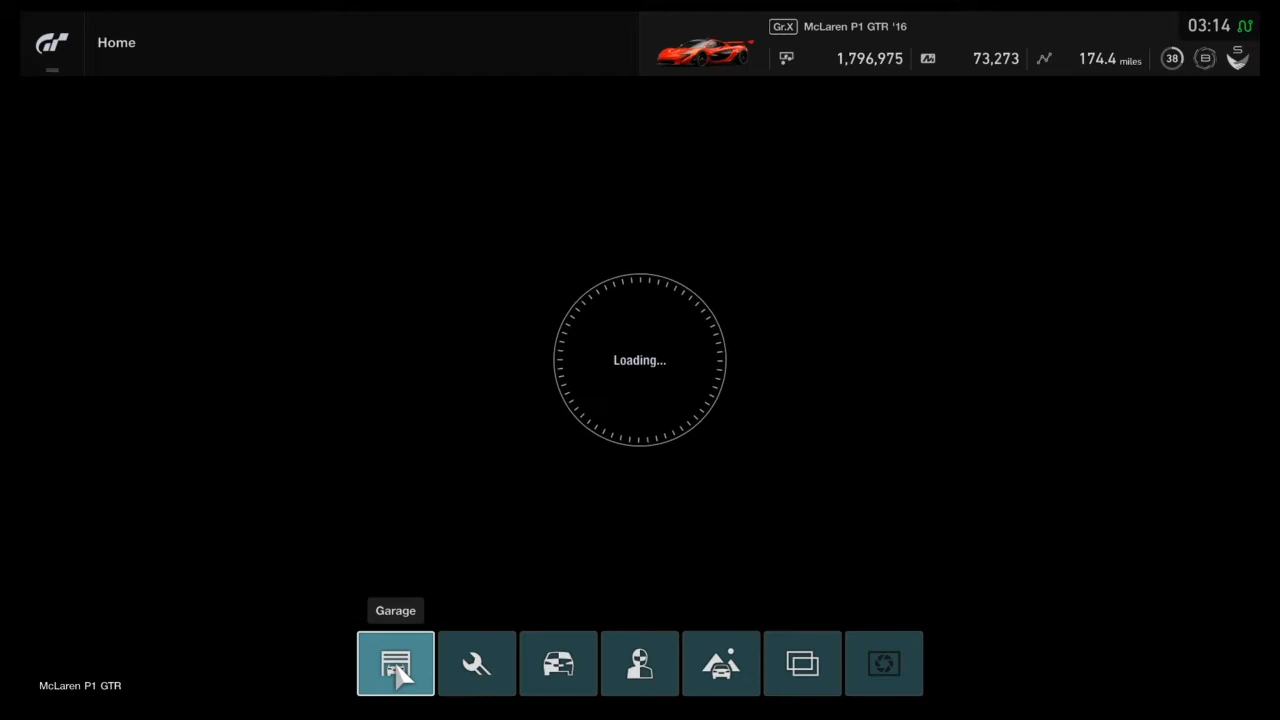 Home
Gr.X McLaren P1 GTR '16
03:14
1,796,975 73,273 174.4 miles 38 B S
Loading...
Garage
McLaren P1 GTR